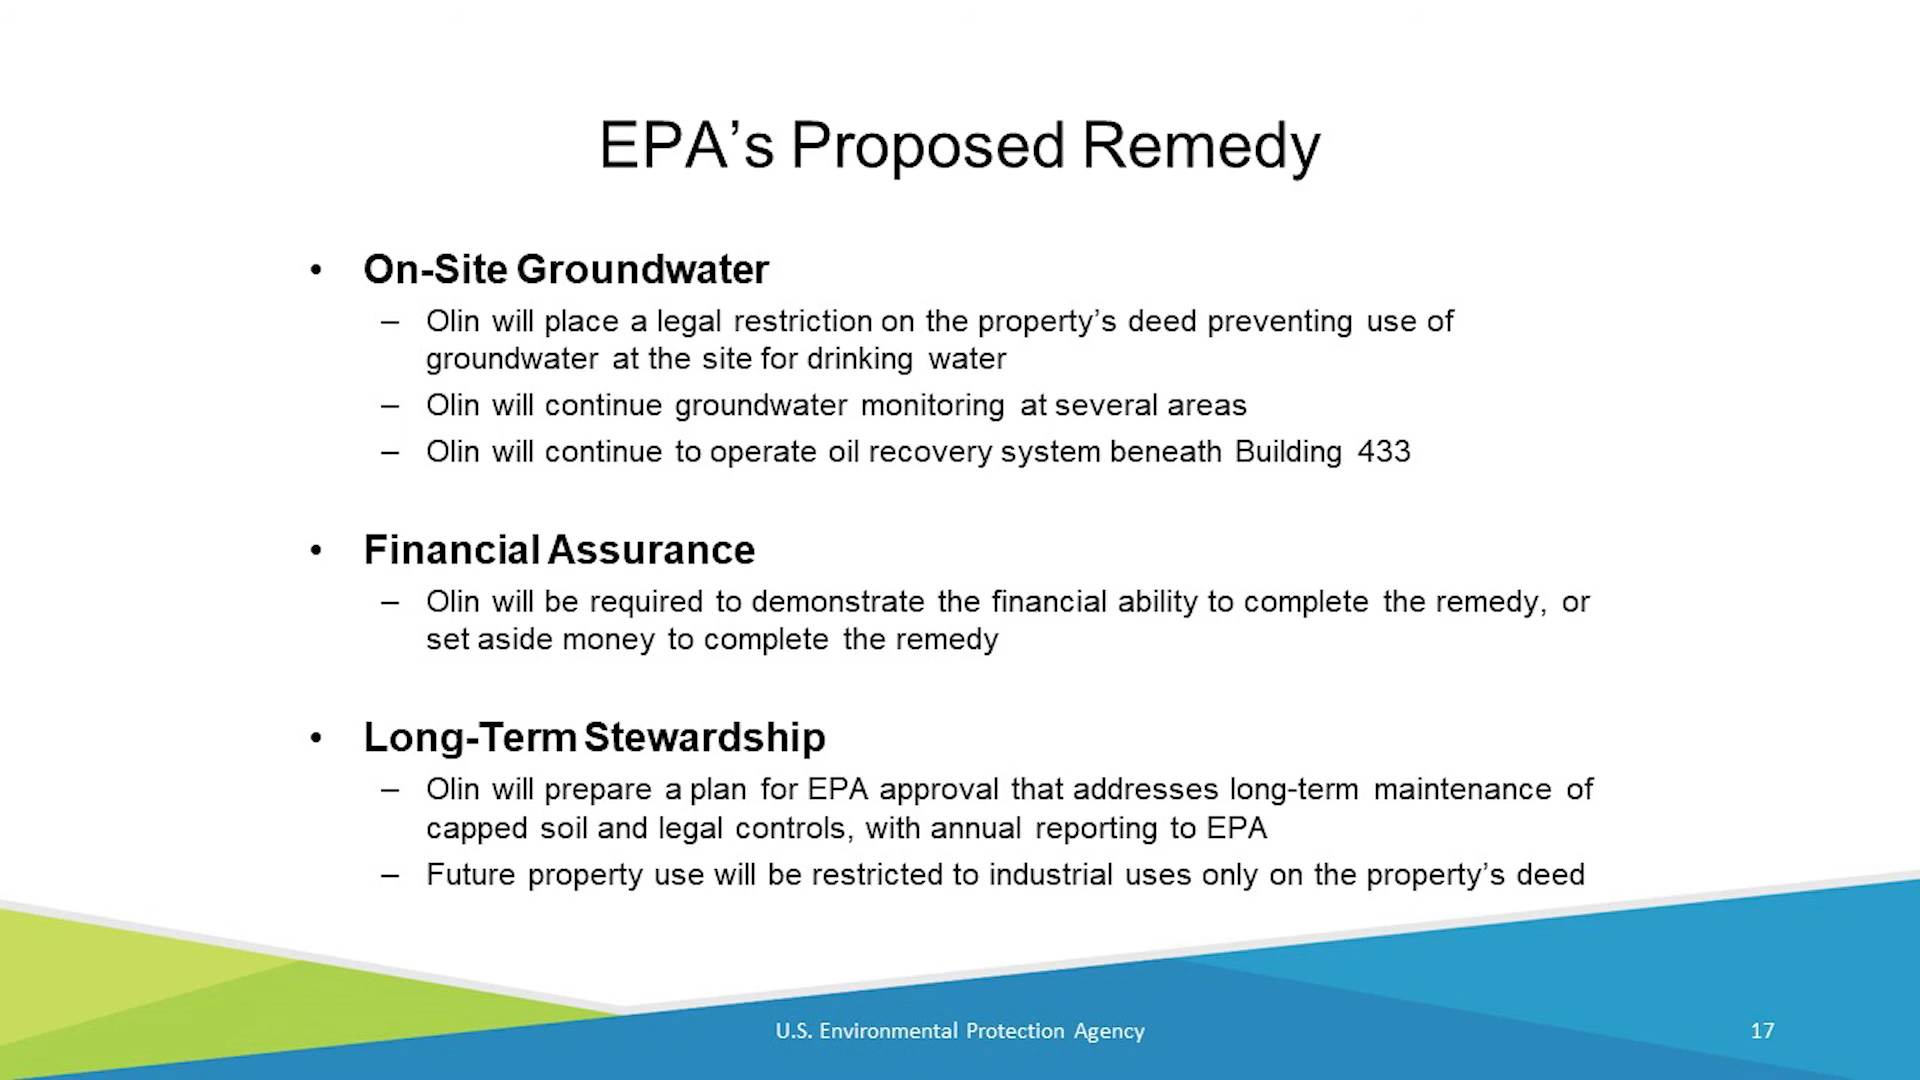 EPA’s Proposed Remedy
• On-Site Groundwater
– Olin will place a legal restriction on the property’s deed preventing use of
groundwater at the site for drinking water
– Olin will continue groundwater monitoring at several areas
– Olin will continue to operate oil recovery system beneath Building 433
• Financial Assurance
– Olin will be required to demonstrate the financial ability to complete the remedy, or
set aside money to complete the remedy
• Long-Term Stewardship
– Olin will prepare a plan for EPA approval that addresses long-term maintenance of
capped soil and legal controls, with annual reporting to EPA
– Future property use will be restricted to industrial uses only on the property’s deed
U.S. Environmental Protection Agency
17